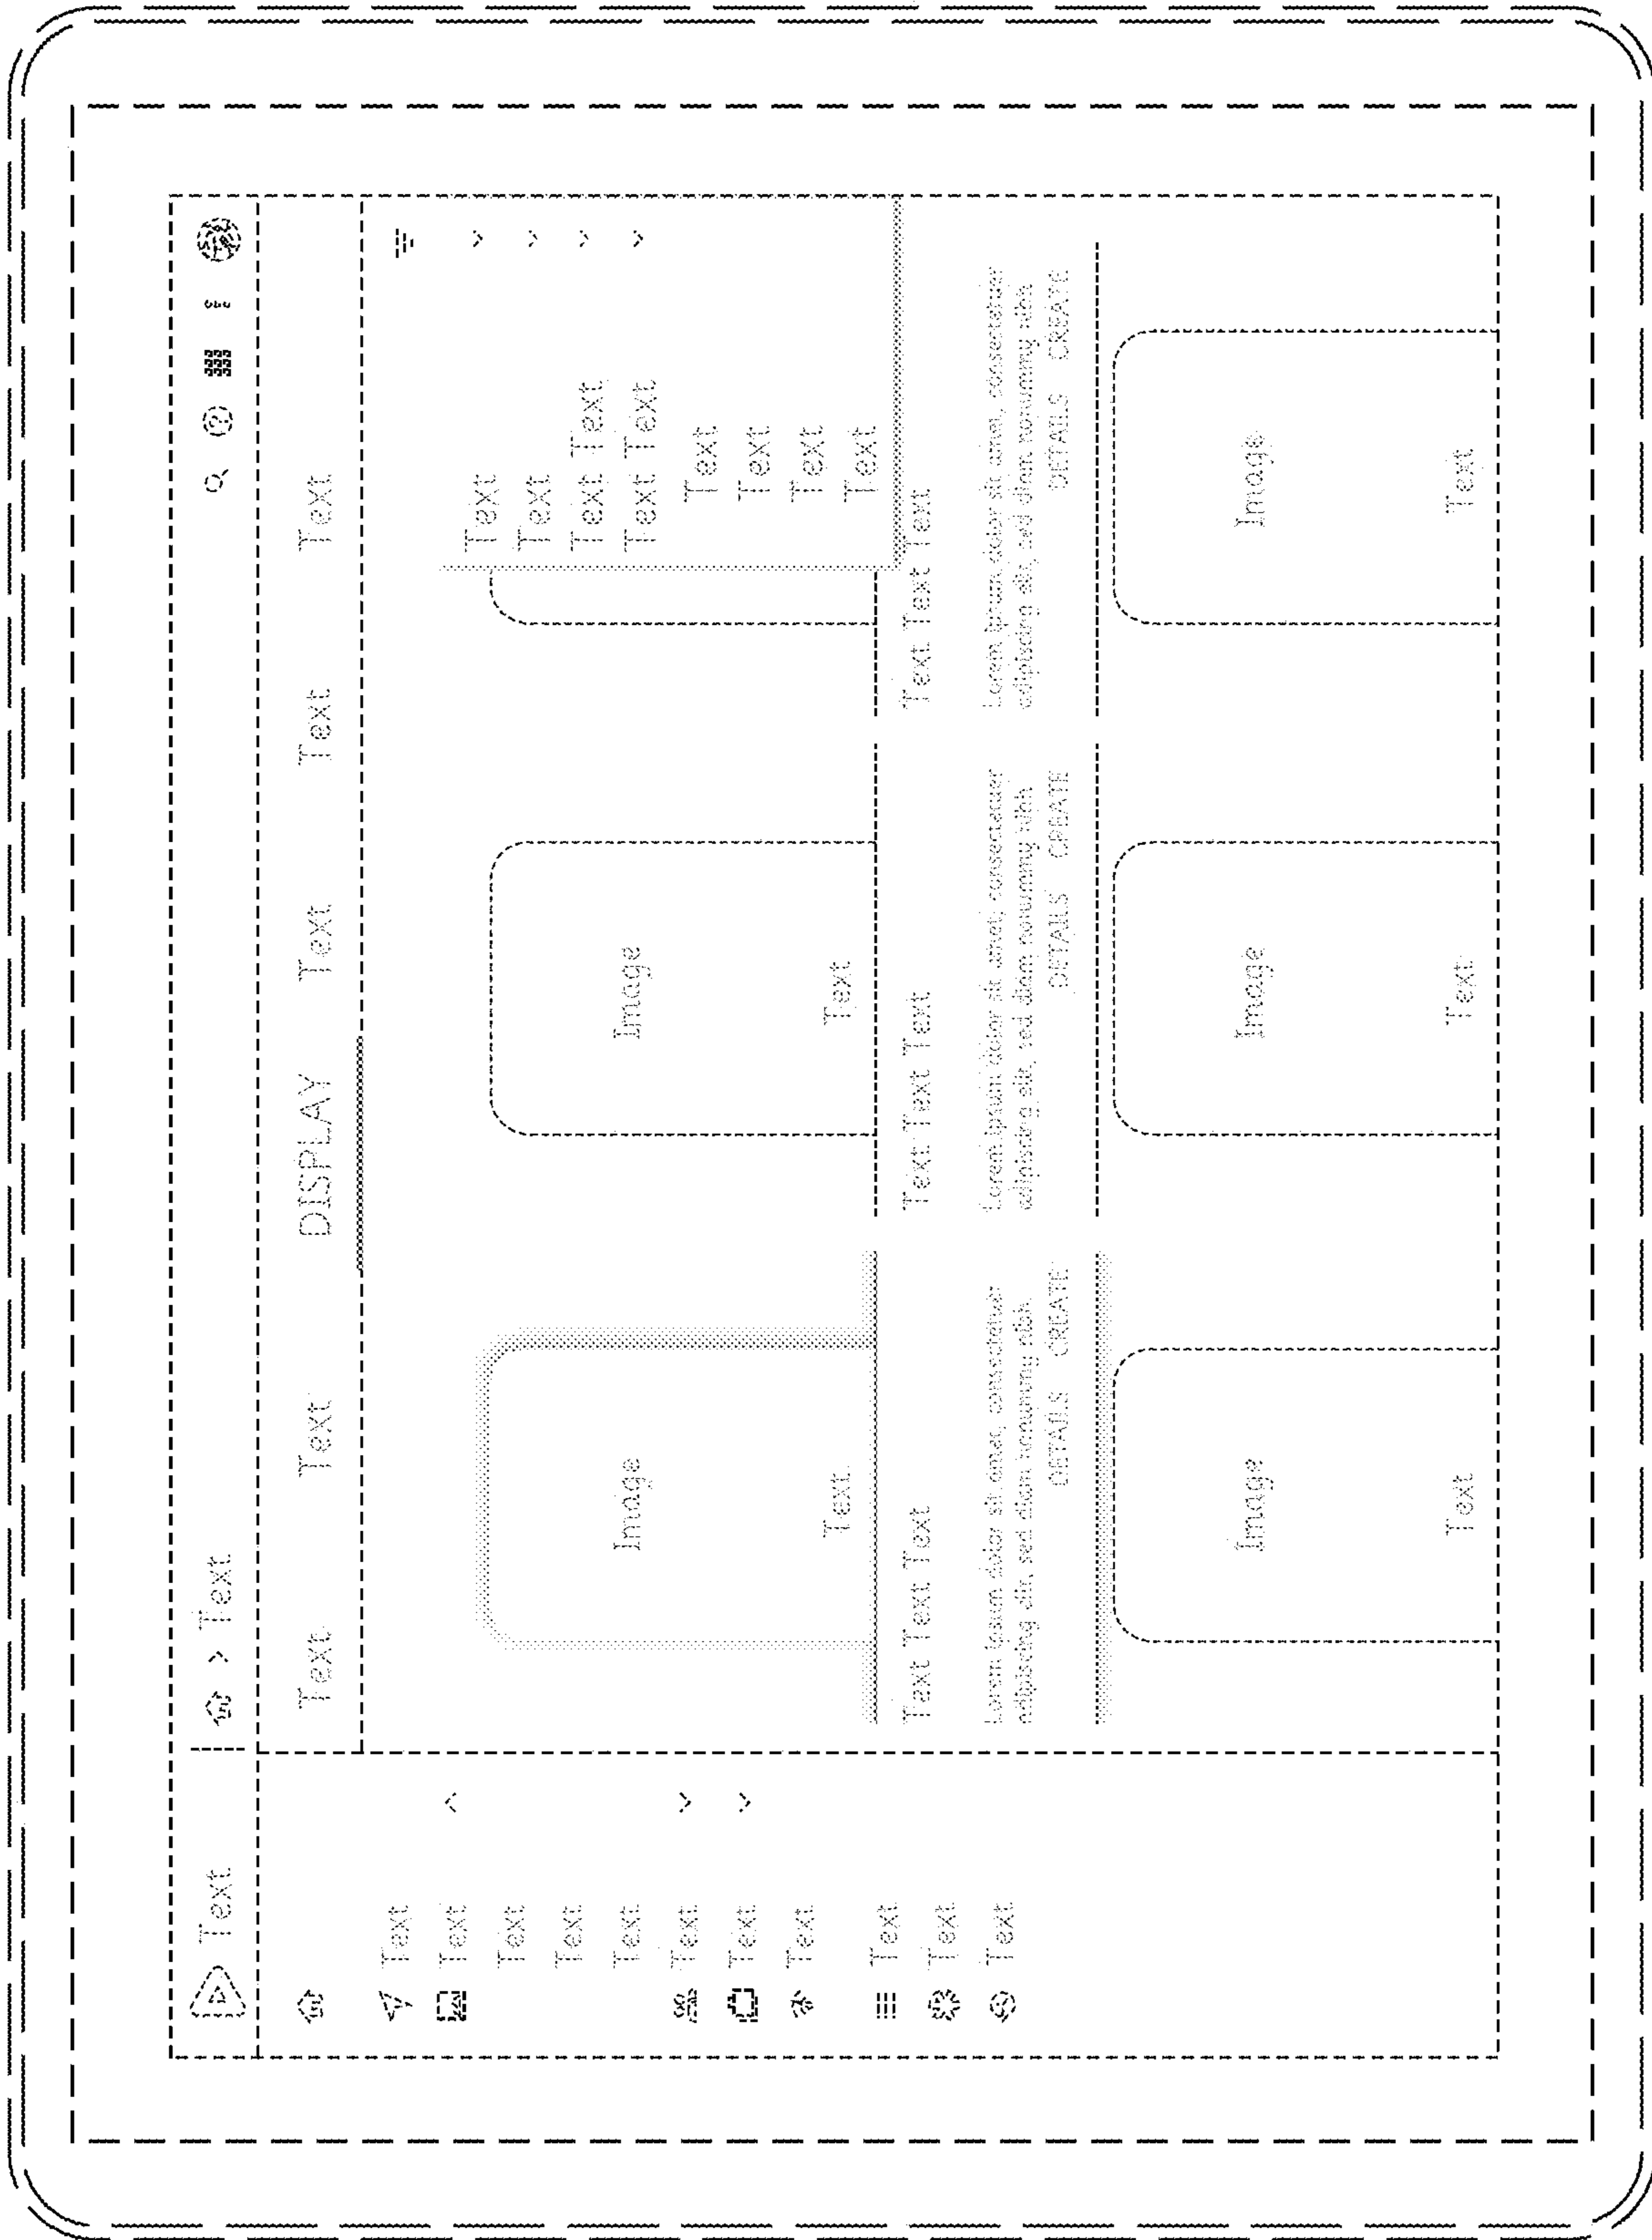 Text > Text
Text Text DISPLAY Text Text Text
Text
Text
Text
Text
Text
Text
Text
Text
Text
Text
Text
Text
Text
Text Text
Text Text
Text
Text
Text
Text
Image
Text
Image
Text
Text Text Text
Lorem ipsum dolor sit amet, consectetuer
adipiscing elit, sed diam nonummy nibh
DETAILS CREATE
Text Text Text
Lorem ipsum dolor sit amet, consectetuer
adipiscing elit, sed diam nonummy nibh
DETAILS CREATE
Text Text Text
Lorem ipsum dolor sit amet, consectetuer
adipiscing elit, sed diam nonummy nibh
DETAILS CREATE
Image
Text
Image
Text
Image
Text